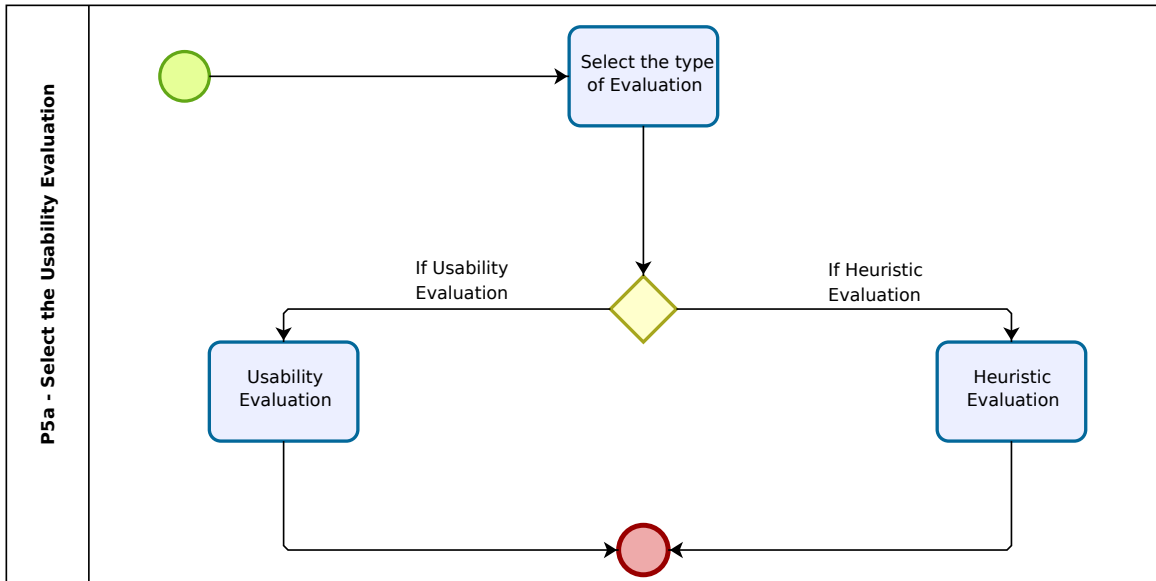 P5a - Select the Usability Evaluation
Select the type
of Evaluation
If Usability
Evaluation
If Heuristic
Evaluation
Usability
Evaluation
Heuristic
Evaluation